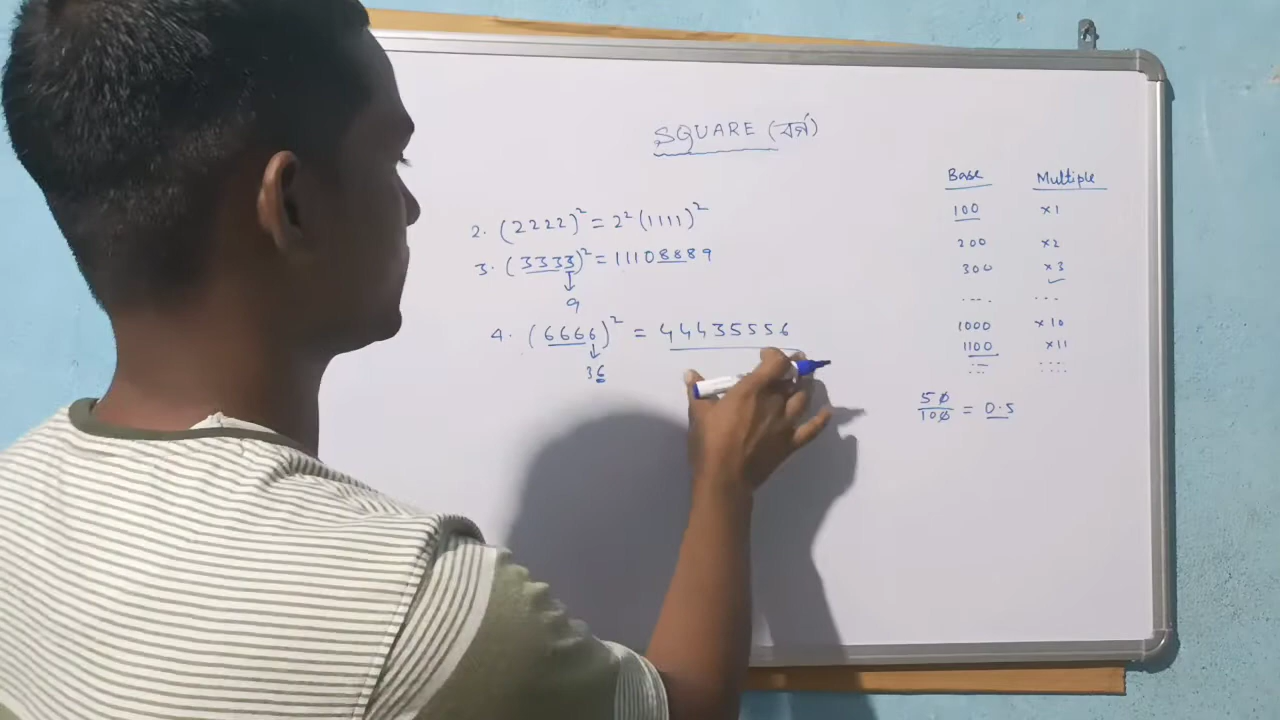 SQUARE (বর্গ)
2. (2222)² = 2² (1111)²
3. (3333)² = 11108889
↓
9
4. (6666)² = 44435556
↓
36
Base Multiple
100 ×1
200 ×2
300 ×3
.... ...
1000 ×10
1100 ×11
... ....
50/100 = 0.5